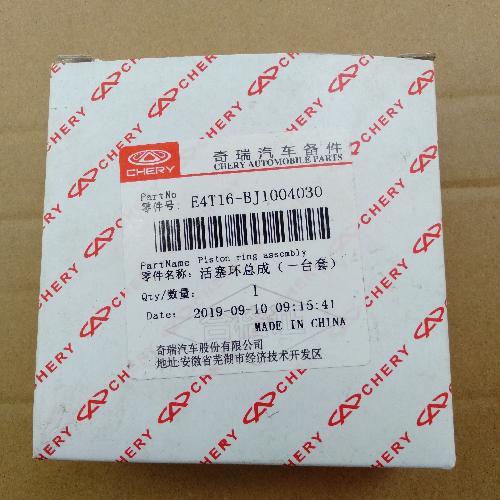 CHERY
奇瑞汽车备件
CHERY AUTOMOBILE PARTS
PartNo
零件号: E4T16-BJ1004030
PartName Piston ring assembly
零件名称: 活塞环总成(一台套)
Qty/数量: 1
Date: 2019-09-10 09:15:41
MADE IN CHINA
奇瑞汽车股份有限公司
地址:安徽省芜湖市经济技术开发区
CHERY
CHERY
CHERY
CHERY
CHERY
CHERY
CHERY
CHERY